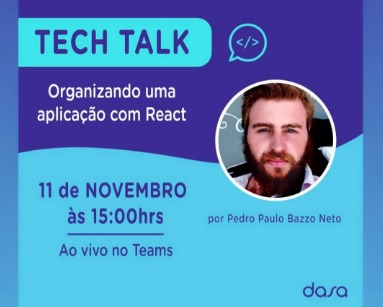 TECH TALK
</>
Organizando uma
aplicação com React
11 de NOVEMBRO
às 15:00hrs
Ao vivo no Teams
por Pedro Paulo Bazzo Neto
dasa